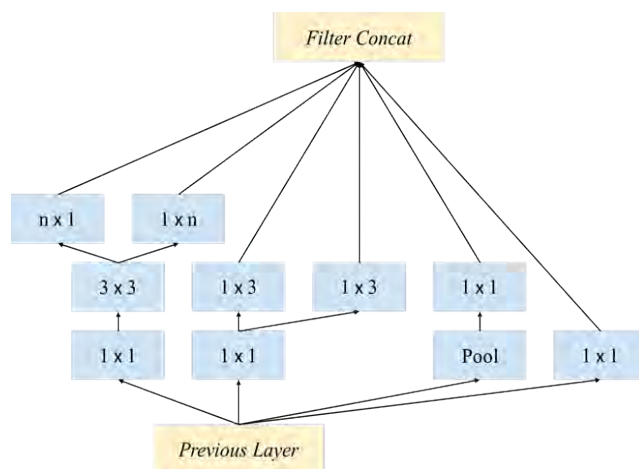 Filter Concat
n x 1
1 x n
3 x 3
1 x 3
1 x 3
1 x 1
1 x 1
1 x 1
Pool
1 x 1
Previous Layer